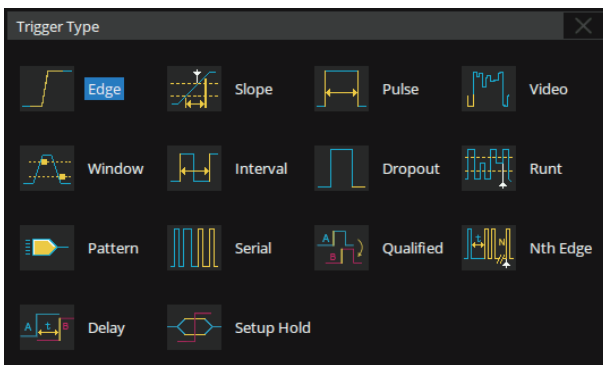 Trigger Type
Edge Slope Pulse Video
Window Interval Dropout Runt
Pattern Serial A B Qualified t N Nth Edge
A t B Delay Setup Hold